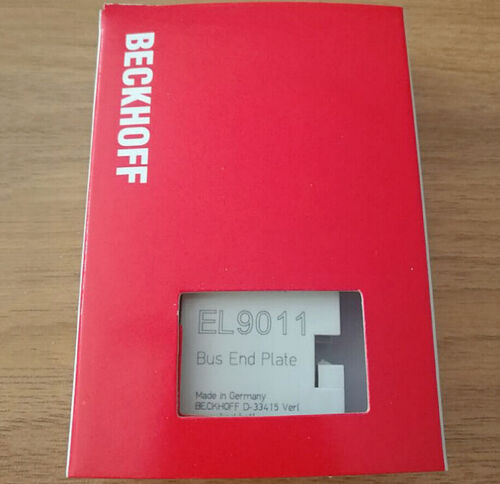 BECKHOFF
EL9011
Bus End Plate
Made in Germany
BECKHOFF D-33415 Verl